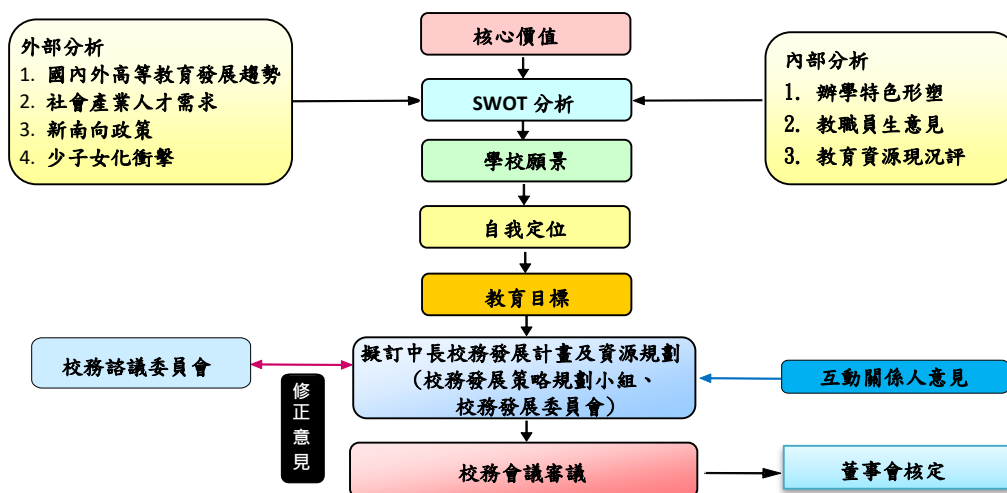 核心價值
外部分析
1. 國內外高等教育發展趨勢
2. 社會產業人才需求
3. 新南向政策
4. 少子女化衝擊
SWOT 分析
內部分析
1. 辦學特色形塑
2. 教職員生意見
3. 教育資源現況評
學校願景
自我定位
教育目標
校務諮議委員會
修正意見
擬訂中長校務發展計畫及資源規劃
（校務發展策略規劃小組、
校務發展委員會）
互動關係人意見
校務會議審議
董事會核定